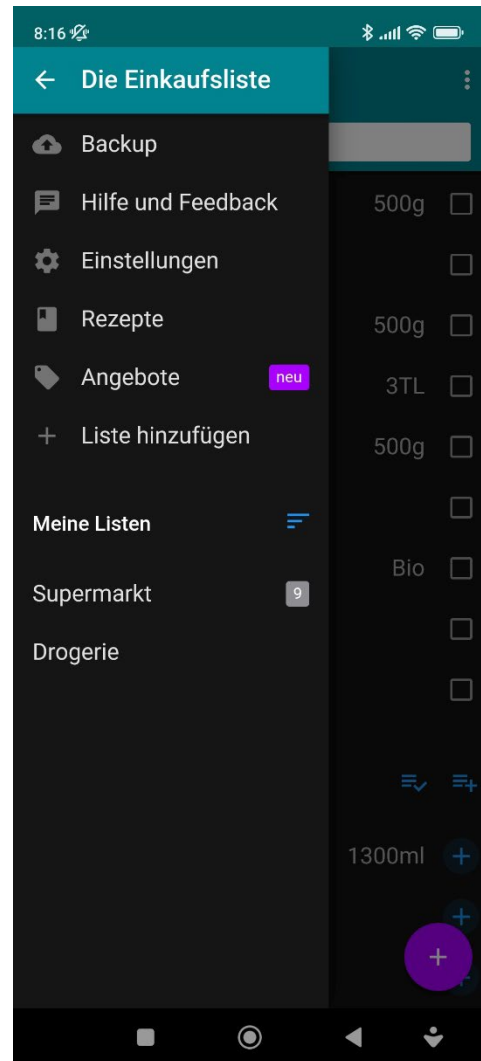 8:16
Die Einkaufsliste
Backup
Hilfe und Feedback
500g
Einstellungen
Rezepte
500g
Angebote neu
3TL
Liste hinzufügen
500g
Meine Listen
Bio
Supermarkt 9
Drogerie
1300ml